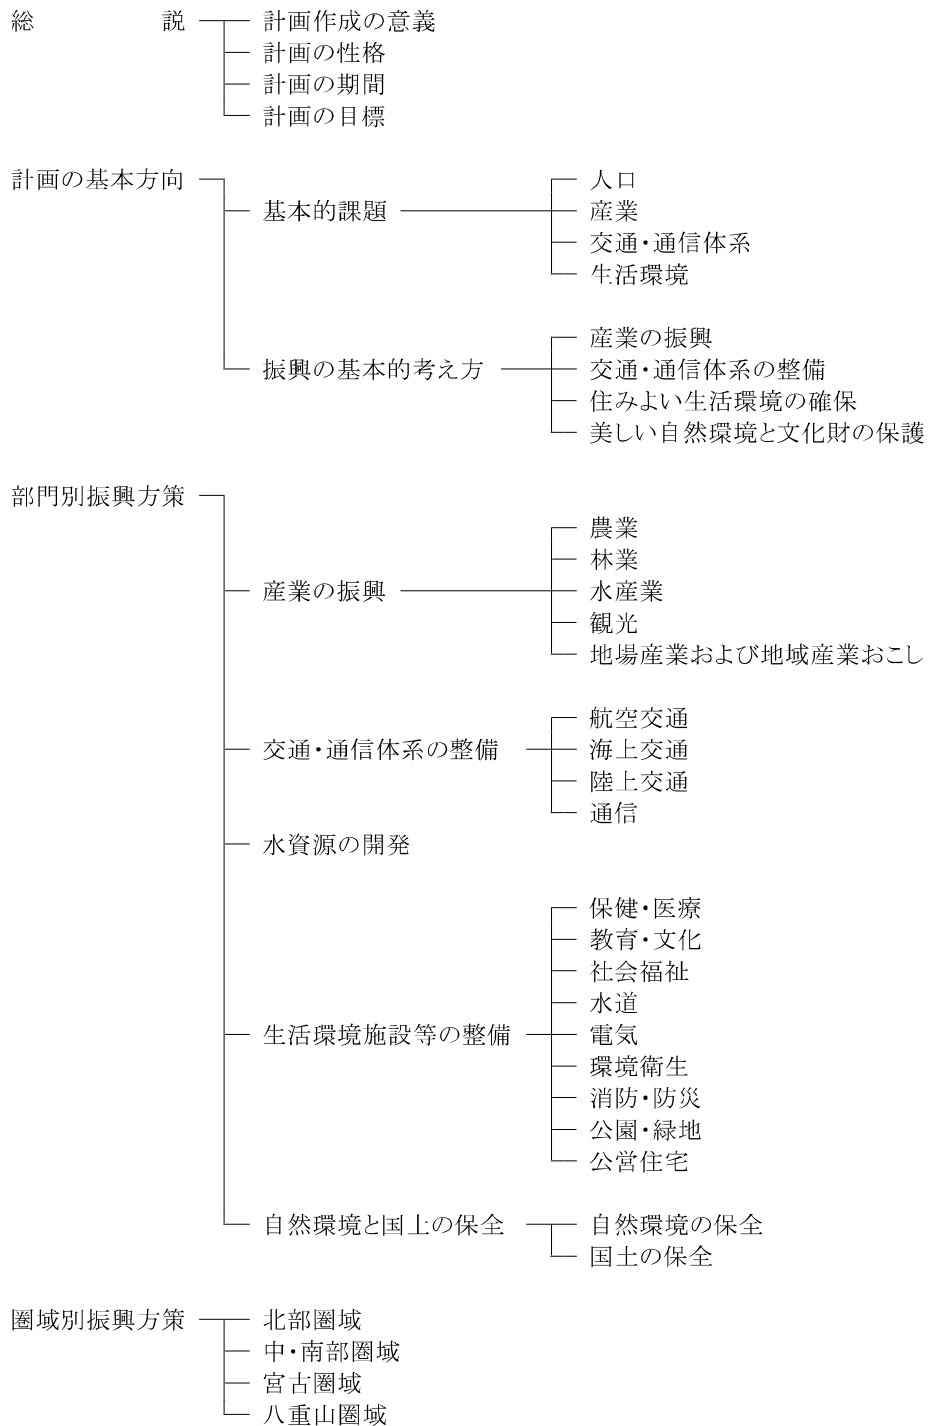 総　　　　　説
計画作成の意義
計画の性格
計画の期間
計画の目標
計画の基本方向
基本的課題
人口
産業
交通・通信体系
生活環境
振興の基本的考え方
産業の振興
交通・通信体系の整備
住みよい生活環境の確保
美しい自然環境と文化財の保護
部門別振興方策
産業の振興
農業
林業
水産業
観光
地場産業および地域産業おこし
交通・通信体系の整備
航空交通
海上交通
陸上交通
通信
水資源の開発
生活環境施設等の整備
保健・医療
教育・文化
社会福祉
水道
電気
環境衛生
消防・防災
公園・緑地
公営住宅
自然環境と国土の保全
自然環境の保全
国土の保全
圏域別振興方策
北部圏域
中・南部圏域
宮古圏域
八重山圏域